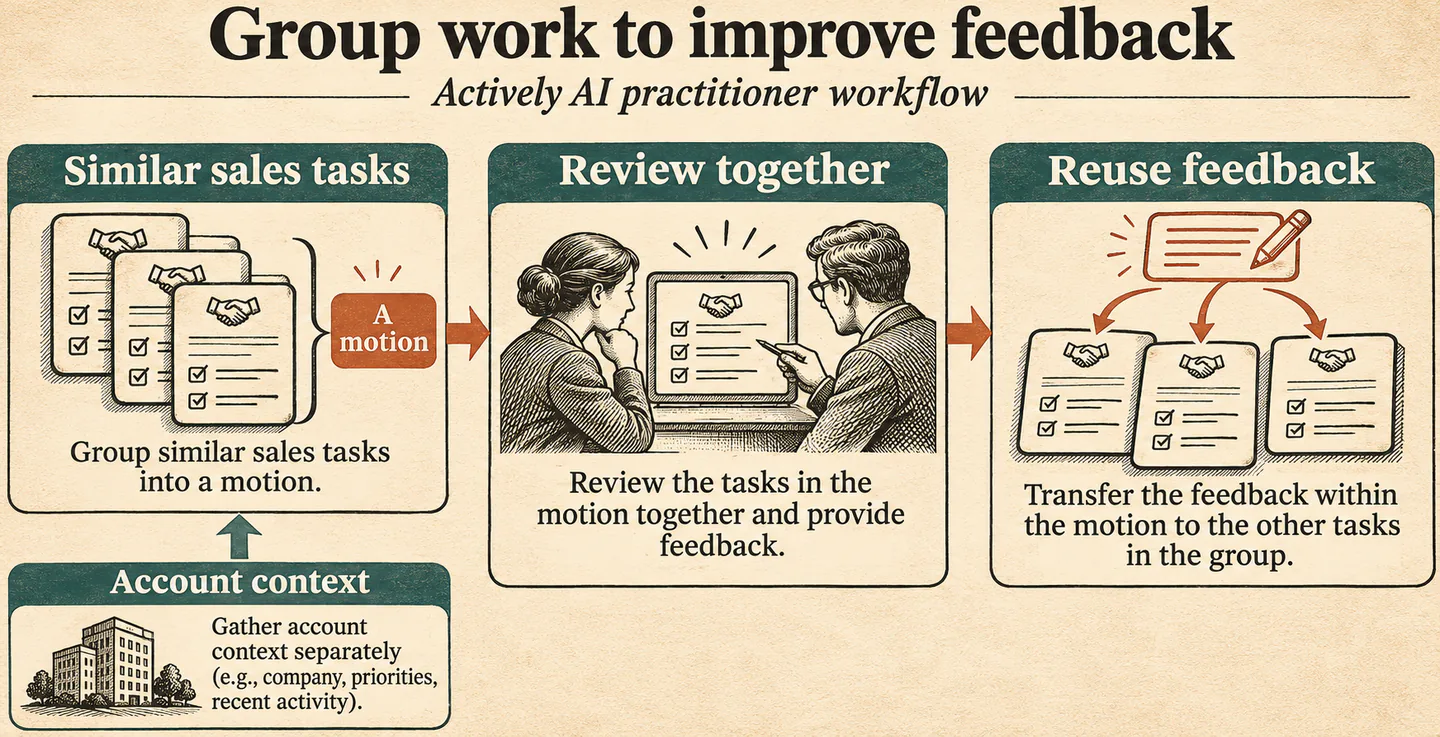 Group work to improve feedback
Actively AI practitioner workflow
Similar sales tasks
A
motion
Group similar sales tasks
into a motion.
Account context
Gather account
context separately
(e.g., company, priorities,
recent activity).
Review together
Review the tasks in the
motion together and provide
feedback.
Reuse feedback
Transfer the feedback within
the motion to the other tasks
in the group.